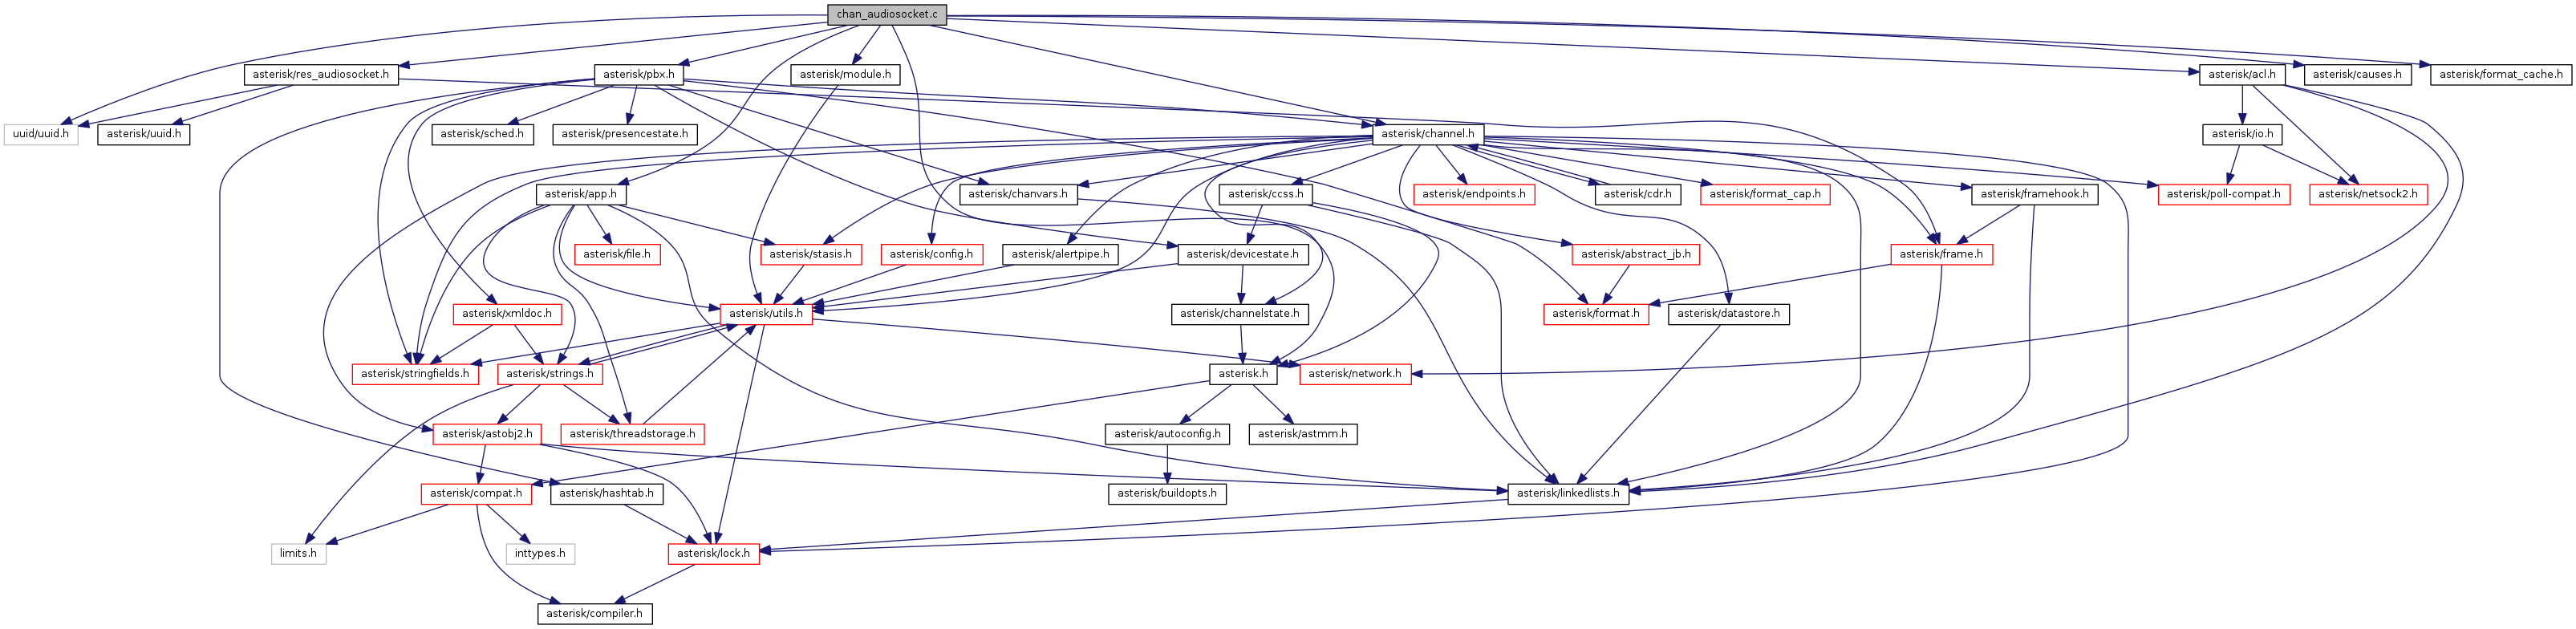 chan_audiosocket.c
asterisk/res_audiosocket.h
asterisk/pbx.h
asterisk/module.h
asterisk/acl.h
asterisk/causes.h
asterisk/format_cache.h
uuid/uuid.h
asterisk/uuid.h
asterisk/sched.h
asterisk/presencestate.h
asterisk/channel.h
asterisk/io.h
asterisk/app.h
asterisk/chanvars.h
asterisk/ccss.h
asterisk/endpoints.h
asterisk/cdr.h
asterisk/format_cap.h
asterisk/framehook.h
asterisk/poll-compat.h
asterisk/netsock2.h
asterisk/file.h
asterisk/stasis.h
asterisk/config.h
asterisk/alertpipe.h
asterisk/devicestate.h
asterisk/abstract_jb.h
asterisk/frame.h
asterisk/xmldoc.h
asterisk/utils.h
asterisk/channelstate.h
asterisk/format.h
asterisk/datastore.h
asterisk/stringfields.h
asterisk/strings.h
asterisk.h
asterisk/network.h
asterisk/astobj2.h
asterisk/threadstorage.h
asterisk/autoconfig.h
asterisk/astmm.h
asterisk/compat.h
asterisk/hashtab.h
asterisk/buildopts.h
asterisk/linkedlists.h
limits.h
inttypes.h
asterisk/lock.h
asterisk/compiler.h